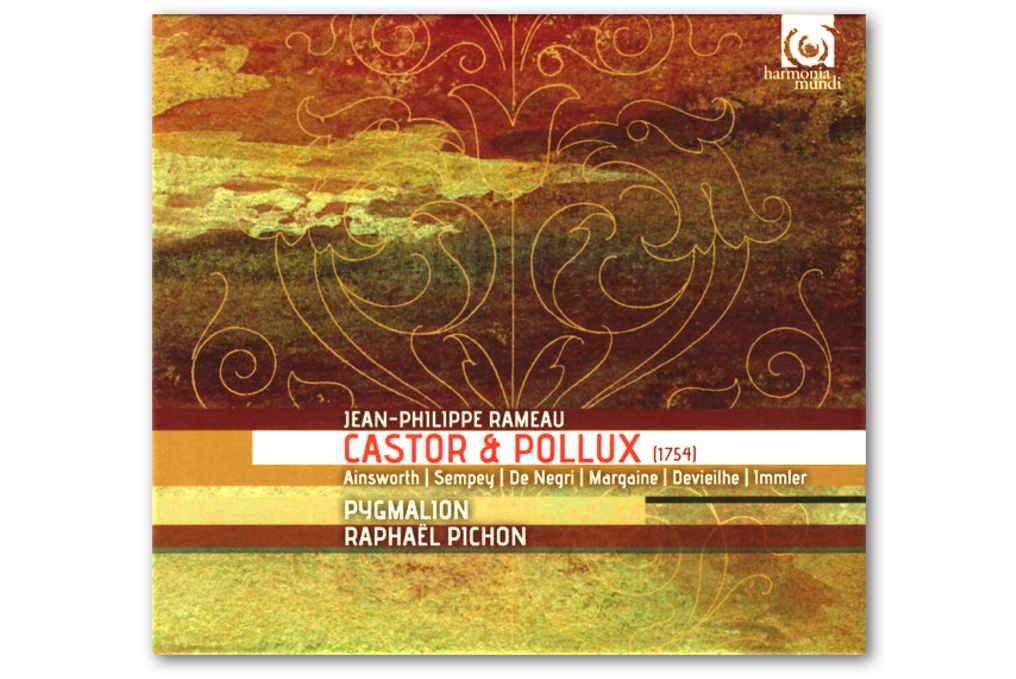 harmonia
mundi
JEAN-PHILIPPE RAMEAU
CASTOR & POLLUX (1754)
Ainsworth | Sempey | De Negri | Margaine | Devieilhe | Immler
PYGMALION
RAPHAËL PICHON